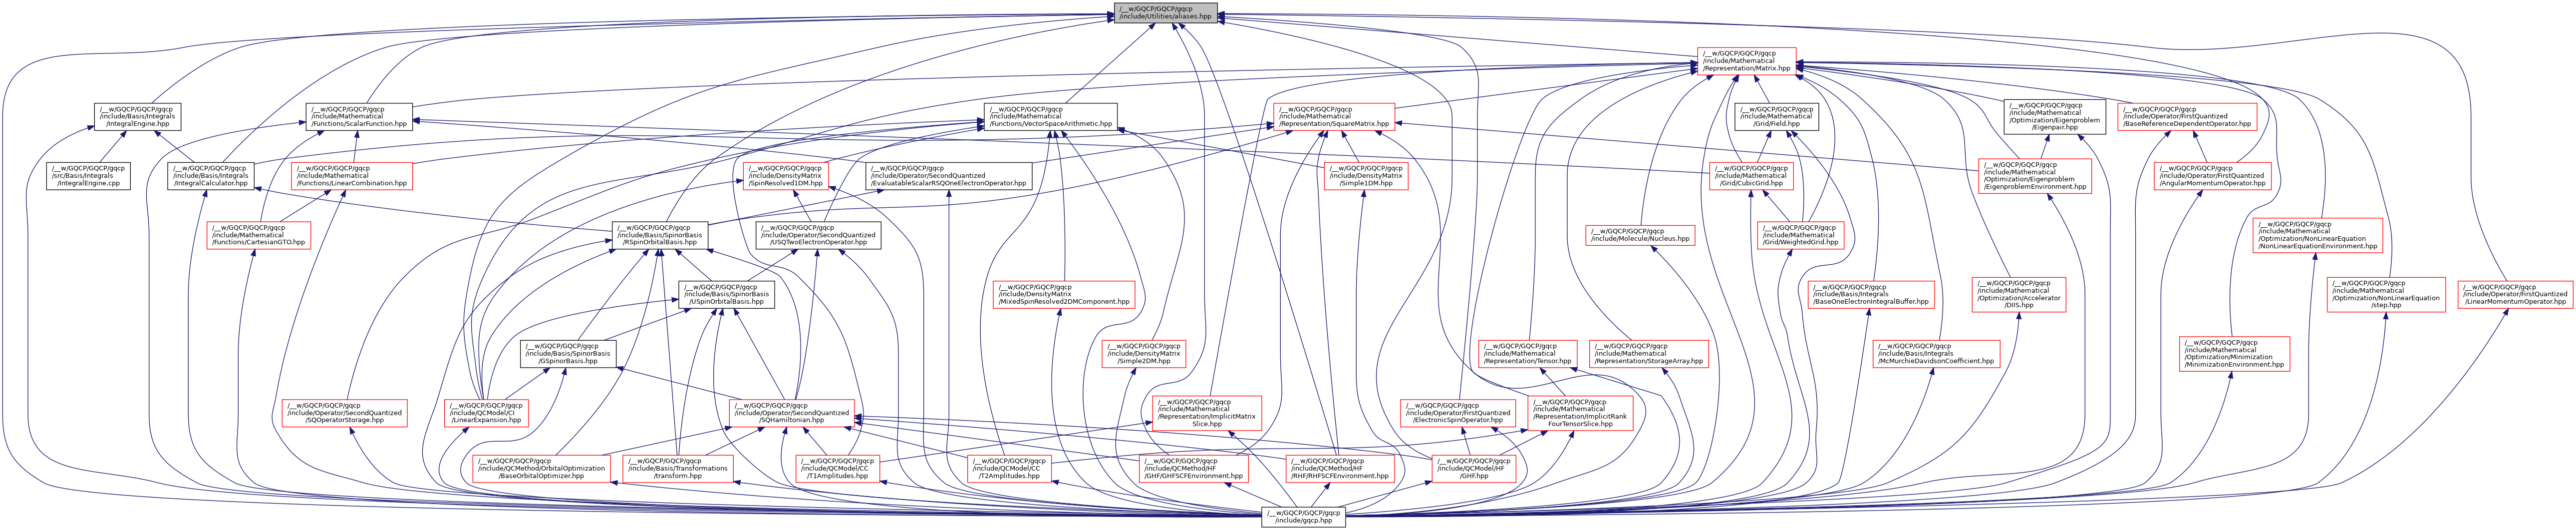 /__w/GQCP/GQCP/gqcp
/include/Utilities/aliases.hpp
/__w/GQCP/GQCP/gqcp
/include/Mathematical
/Representation/Matrix.hpp
/__w/GQCP/GQCP/gqcp
/include/Basis/Integrals
/IntegralEngine.hpp
/__w/GQCP/GQCP/gqcp
/include/Mathematical
/Functions/ScalarFunction.hpp
/__w/GQCP/GQCP/gqcp
/include/Mathematical
/Functions/VectorSpaceArithmetic.hpp
/__w/GQCP/GQCP/gqcp
/include/Mathematical
/Representation/SquareMatrix.hpp
/__w/GQCP/GQCP/gqcp
/include/Mathematical
/Grid/Field.hpp
/__w/GQCP/GQCP/gqcp
/include/Mathematical
/Optimization/Eigenproblem
/Eigenpair.hpp
/__w/GQCP/GQCP/gqcp
/include/Operator/FirstQuantized
/BaseReferenceDependentOperator.hpp
/__w/GQCP/GQCP/gqcp
/src/Basis/Integrals
/IntegralEngine.cpp
/__w/GQCP/GQCP/gqcp
/include/Basis/Integrals
/IntegralCalculator.hpp
/__w/GQCP/GQCP/gqcp
/include/Mathematical
/Functions/LinearCombination.hpp
/__w/GQCP/GQCP/gqcp
/include/DensityMatrix
/SpinResolved1DM.hpp
/__w/GQCP/GQCP/gqcp
/include/Operator/SecondQuantized
/EvaluatableScalarRSQOneElectronOperator.hpp
/__w/GQCP/GQCP/gqcp
/include/DensityMatrix
/Simple1DM.hpp
/__w/GQCP/GQCP/gqcp
/include/Mathematical
/Grid/CubicGrid.hpp
/__w/GQCP/GQCP/gqcp
/include/Mathematical
/Optimization/Eigenproblem
/EigenproblemEnvironment.hpp
/__w/GQCP/GQCP/gqcp
/include/Operator/FirstQuantized
/AngularMomentumOperator.hpp
/__w/GQCP/GQCP/gqcp
/include/Mathematical
/Functions/CartesianGTO.hpp
/__w/GQCP/GQCP/gqcp
/include/Basis/SpinorBasis
/RSpinOrbitalBasis.hpp
/__w/GQCP/GQCP/gqcp
/include/Operator/SecondQuantized
/USQTwoElectronOperator.hpp
/__w/GQCP/GQCP/gqcp
/include/Molecule/Nucleus.hpp
/__w/GQCP/GQCP/gqcp
/include/Mathematical
/Grid/WeightedGrid.hpp
/__w/GQCP/GQCP/gqcp
/include/Mathematical
/Optimization/NonLinearEquation
/NonLinearEquationEnvironment.hpp
/__w/GQCP/GQCP/gqcp
/include/Basis/SpinorBasis
/USpinOrbitalBasis.hpp
/__w/GQCP/GQCP/gqcp
/include/DensityMatrix
/MixedSpinResolved2DMComponent.hpp
/__w/GQCP/GQCP/gqcp
/include/Basis/Integrals
/BaseOneElectronIntegralBuffer.hpp
/__w/GQCP/GQCP/gqcp
/include/Mathematical
/Optimization/Accelerator
/DIIS.hpp
/__w/GQCP/GQCP/gqcp
/include/Mathematical
/Optimization/NonLinearEquation
/step.hpp
/__w/GQCP/GQCP/gqcp
/include/Operator/FirstQuantized
/LinearMomentumOperator.hpp
/__w/GQCP/GQCP/gqcp
/include/Basis/SpinorBasis
/GSpinorBasis.hpp
/__w/GQCP/GQCP/gqcp
/include/DensityMatrix
/Simple2DM.hpp
/__w/GQCP/GQCP/gqcp
/include/Mathematical
/Representation/Tensor.hpp
/__w/GQCP/GQCP/gqcp
/include/Mathematical
/Representation/StorageArray.hpp
/__w/GQCP/GQCP/gqcp
/include/Basis/Integrals
/McMurchieDavidsonCoefficient.hpp
/__w/GQCP/GQCP/gqcp
/include/Mathematical
/Optimization/Minimization
/MinimizationEnvironment.hpp
/__w/GQCP/GQCP/gqcp
/include/Operator/SecondQuantized
/SQOperatorStorage.hpp
/__w/GQCP/GQCP/gqcp
/include/QCModel/CI
/LinearExpansion.hpp
/__w/GQCP/GQCP/gqcp
/include/Operator/SecondQuantized
/SQHamiltonian.hpp
/__w/GQCP/GQCP/gqcp
/include/Mathematical
/Representation/ImplicitMatrix
Slice.hpp
/__w/GQCP/GQCP/gqcp
/include/Operator/FirstQuantized
/ElectronicSpinOperator.hpp
/__w/GQCP/GQCP/gqcp
/include/Mathematical
/Representation/ImplicitRank
FourTensorSlice.hpp
/__w/GQCP/GQCP/gqcp
/include/QCMethod/OrbitalOptimization
/BaseOrbitalOptimizer.hpp
/__w/GQCP/GQCP/gqcp
/include/Basis/Transformations
/transform.hpp
/__w/GQCP/GQCP/gqcp
/include/QCModel/CC
/T1Amplitudes.hpp
/__w/GQCP/GQCP/gqcp
/include/QCModel/CC
/T2Amplitudes.hpp
/__w/GQCP/GQCP/gqcp
/include/QCMethod/HF
/GHF/GHFSCFEnvironment.hpp
/__w/GQCP/GQCP/gqcp
/include/QCMethod/HF
/RHF/RHFSCFEnvironment.hpp
/__w/GQCP/GQCP/gqcp
/include/QCModel/HF
/GHF.hpp
/__w/GQCP/GQCP/gqcp
/include/gqcp.hpp